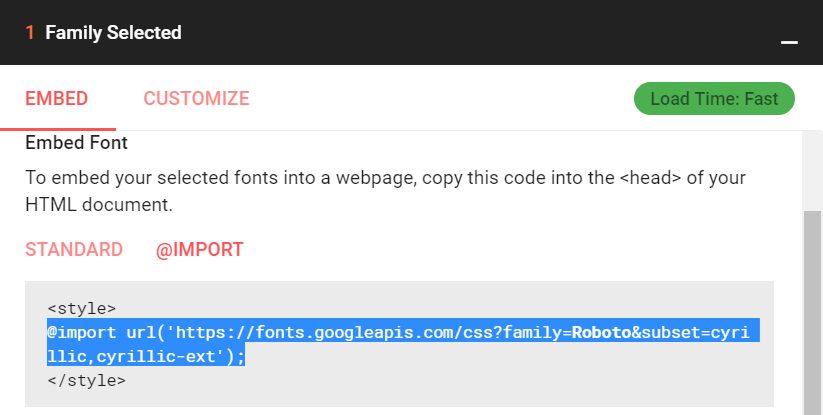 1 Family Selected
EMBED CUSTOMIZE Load Time: Fast
Embed Font
To embed your selected fonts into a webpage, copy this code into the <head> of your
HTML document.
STANDARD @IMPORT
<style>
@import url('https://fonts.googleapis.com/css?family=Roboto&subset=cyri
llic,cyrillic-ext');
</style>